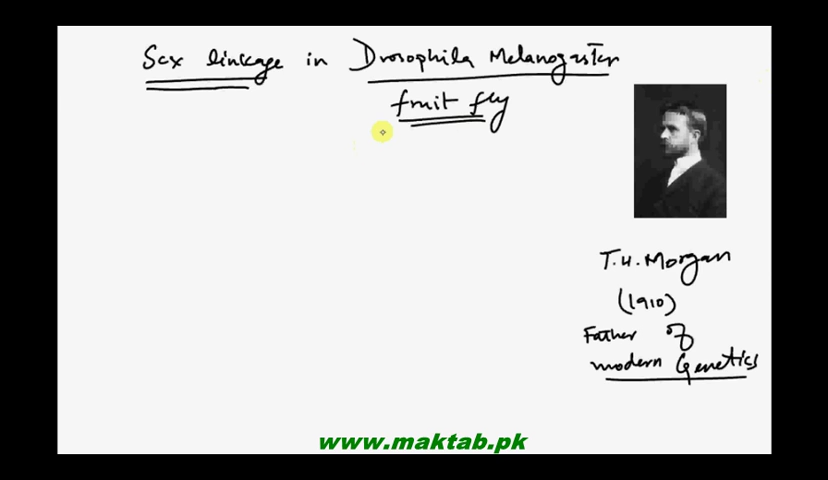 Sex linkage in Drosophila Melanogaster
fruit fly
T.H. Morgan
(1910)
Father of
modern Genetics
www.maktab.pk